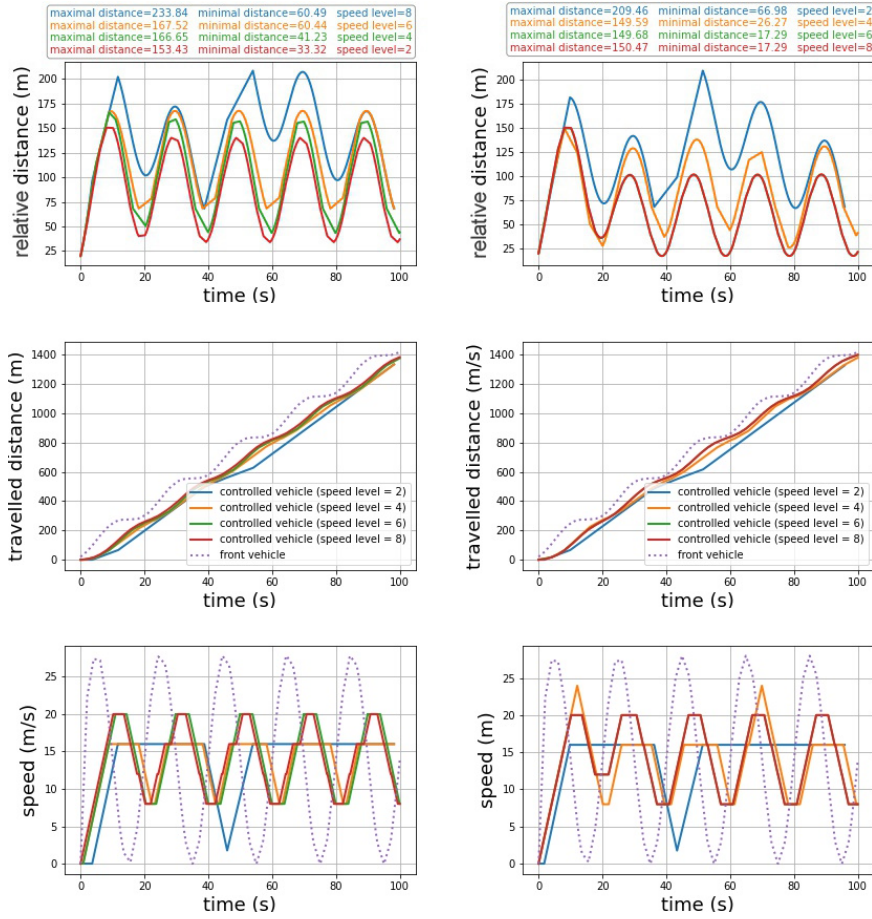 maximal distance=233.84 minimal distance=60.49 speed level=8
maximal distance=167.52 minimal distance=60.44 speed level=6
maximal distance=166.65 minimal distance=41.23 speed level=4
maximal distance=153.43 minimal distance=33.32 speed level=2
200
175
150
125
100
75
50
25
relative distance (m)
0 20 40 60 80 100
time (s)
maximal distance=209.46 minimal distance=66.98 speed level=2
maximal distance=149.59 minimal distance=26.27 speed level=4
maximal distance=149.68 minimal distance=17.29 speed level=6
maximal distance=150.47 minimal distance=17.29 speed level=8
200
175
150
125
100
75
50
25
relative distance (m)
0 20 40 60 80 100
time (s)
1400
1200
1000
800
600
400
200
0
travelled distance (m)
controlled vehicle (speed level = 2)
controlled vehicle (speed level = 4)
controlled vehicle (speed level = 6)
controlled vehicle (speed level = 8)
front vehicle
0 20 40 60 80 100
time (s)
1400
1200
1000
800
600
400
200
0
travelled distance (m/s)
controlled vehicle (speed level = 2)
controlled vehicle (speed level = 4)
controlled vehicle (speed level = 6)
controlled vehicle (speed level = 8)
front vehicle
0 20 40 60 80 100
time (s)
25
20
15
10
5
0
speed (m/s)
0 20 40 60 80 100
time (s)
25
20
15
10
5
0
speed (m)
0 20 40 60 80 100
time (s)